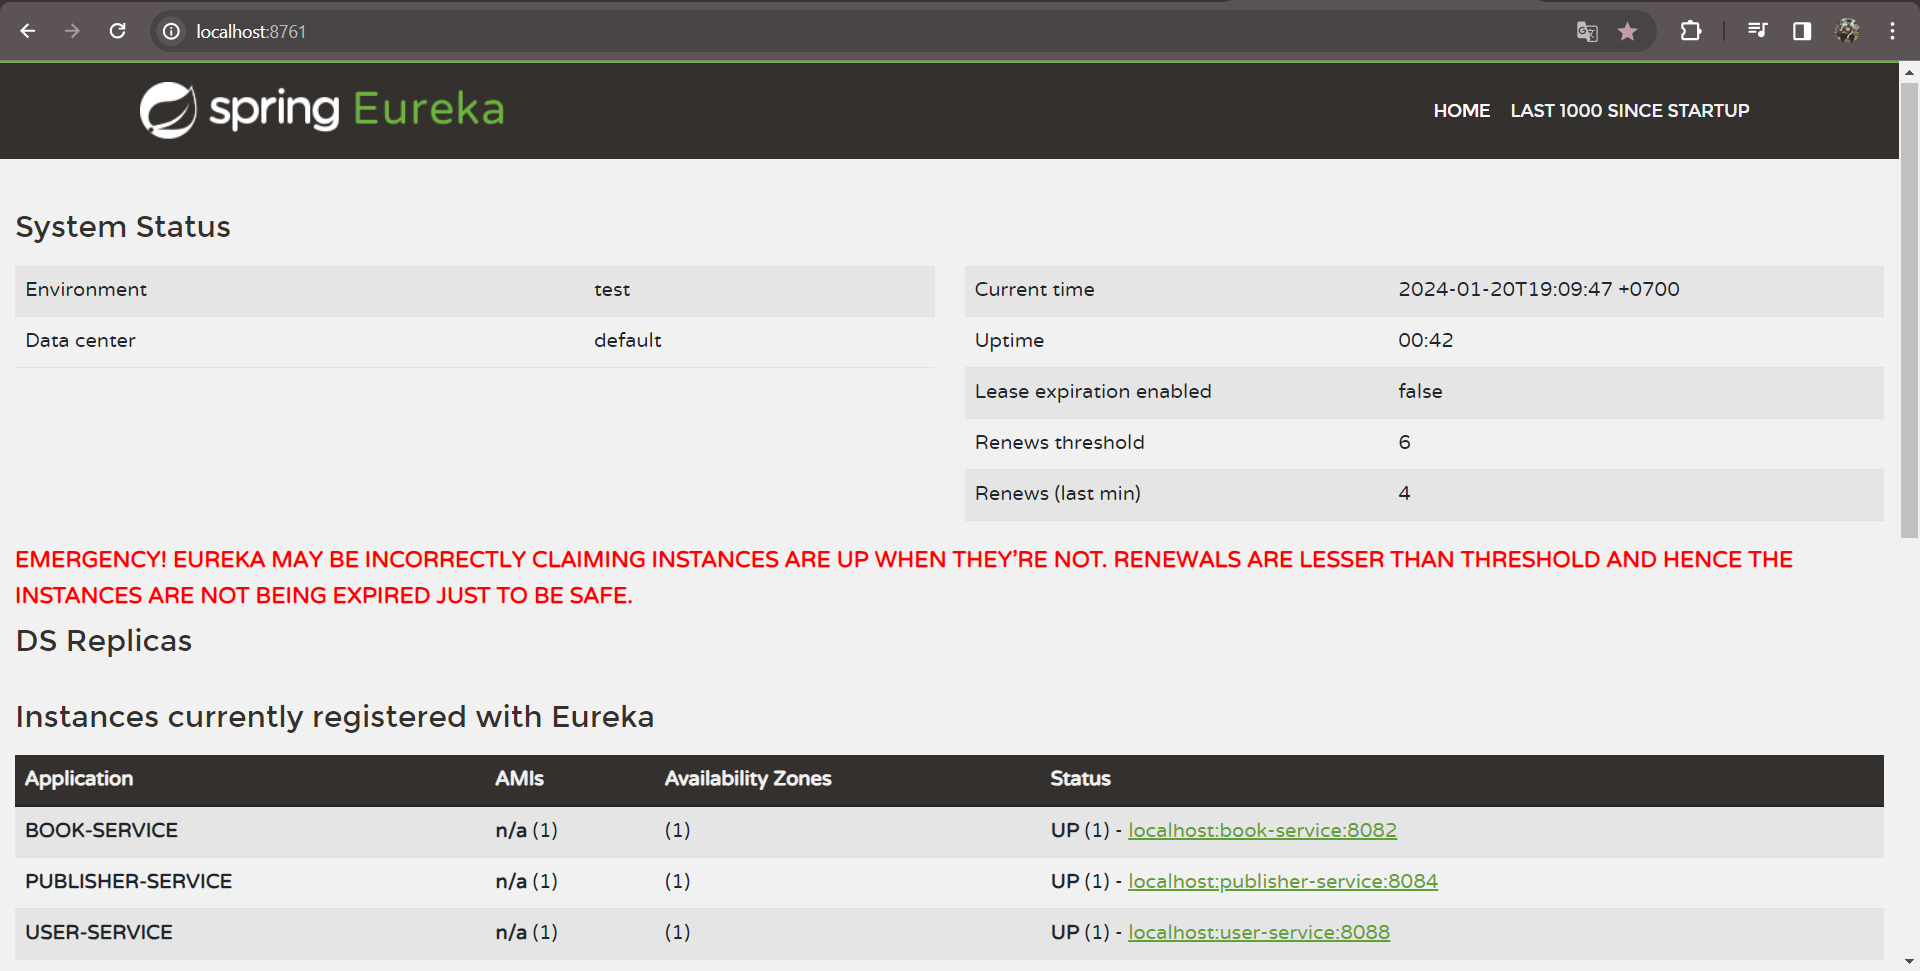 localhost:8761
spring Eureka
HOME LAST 1000 SINCE STARTUP
System Status
Environment test
Data center default
Current time 2024-01-20T19:09:47 +0700
Uptime 00:42
Lease expiration enabled false
Renews threshold 6
Renews (last min) 4
EMERGENCY! EUREKA MAY BE INCORRECTLY CLAIMING INSTANCES ARE UP WHEN THEY'RE NOT. RENEWALS ARE LESSER THAN THRESHOLD AND HENCE THE
INSTANCES ARE NOT BEING EXPIRED JUST TO BE SAFE.
DS Replicas
Instances currently registered with Eureka
Application AMIs Availability Zones Status
BOOK-SERVICE n/a (1) (1) UP (1) - localhost:book-service:8082
PUBLISHER-SERVICE n/a (1) (1) UP (1) - localhost:publisher-service:8084
USER-SERVICE n/a (1) (1) UP (1) - localhost:user-service:8088